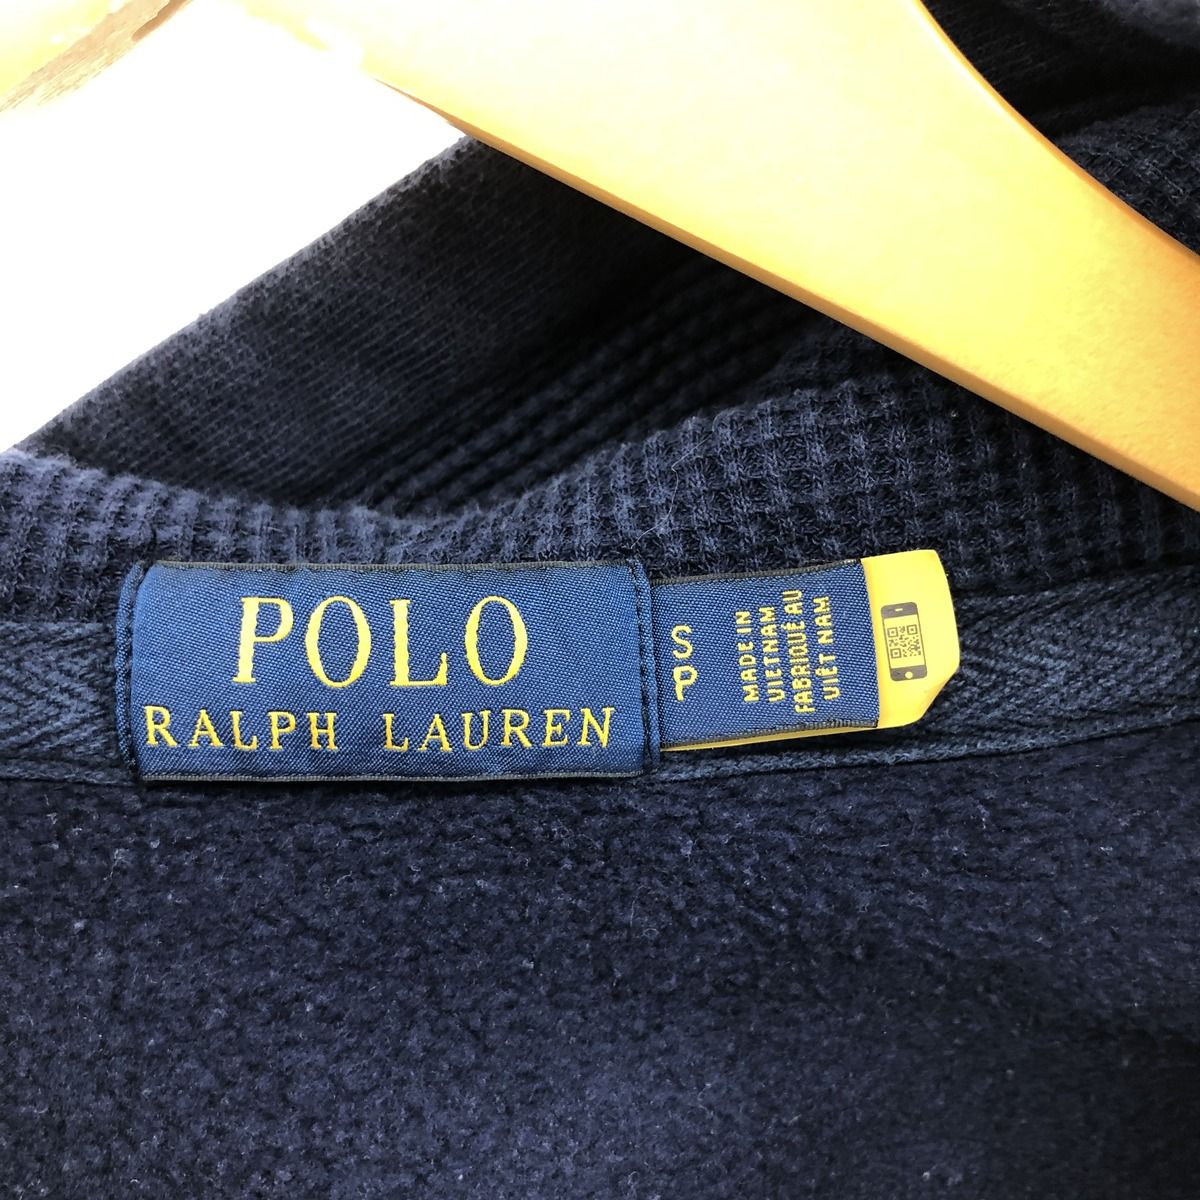 POLO
RALPH LAUREN
S
P
MADE IN
VIETNAM
FABRIQUÉ AU
VIÊT NAM